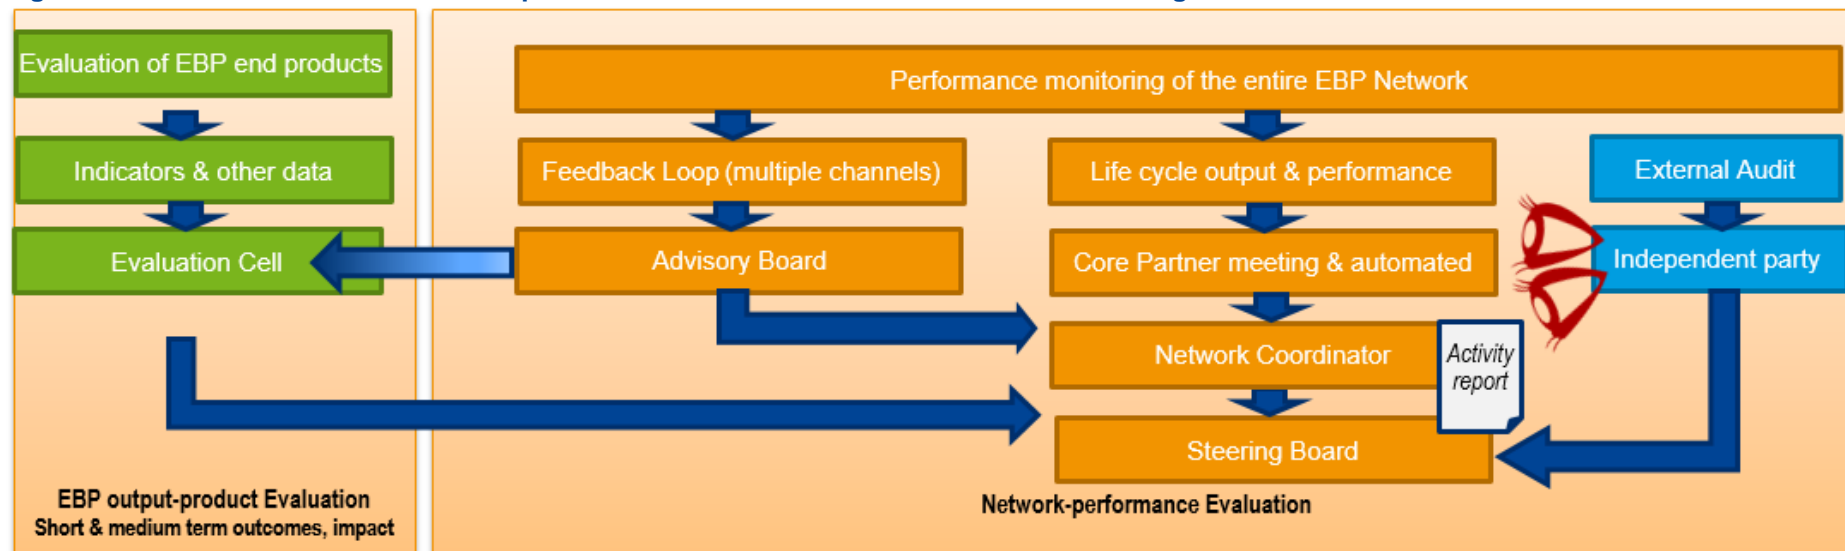 Evaluation of EBP end products
Indicators & other data
Evaluation Cell
EBP output-product Evaluation
Short & medium term outcomes, impact
Performance monitoring of the entire EBP Network
Feedback Loop (multiple channels)
Advisory Board
Life cycle output & performance
Core Partner meeting & automated
Network Coordinator
Activity
report
Steering Board
External Audit
Independent party
Network-performance Evaluation